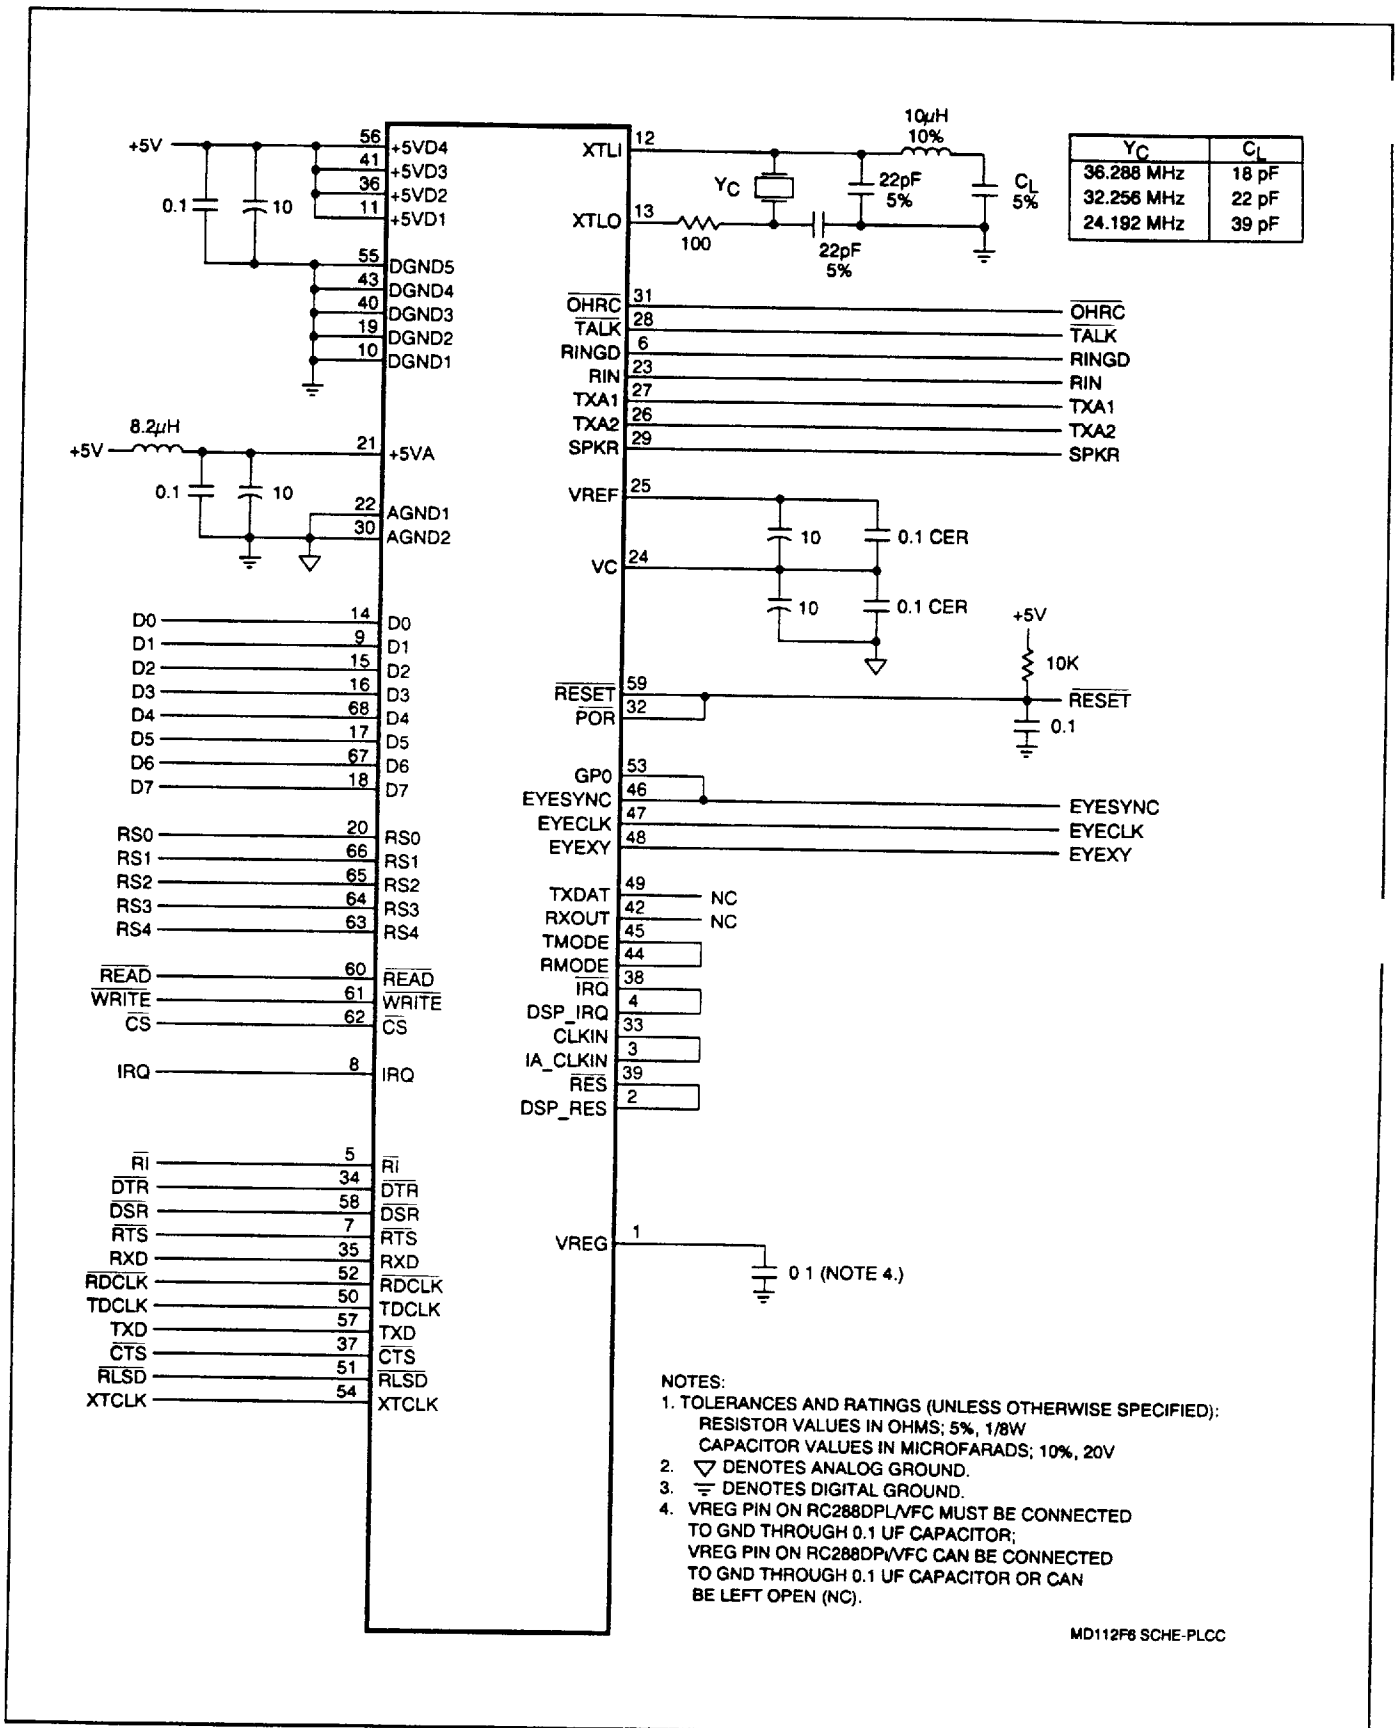 +5V 56 +5VD4
41 +5VD3
36 +5VD2
11 +5VD1
0.1 10
55 DGND5
43 DGND4
40 DGND3
19 DGND2
10 DGND1
8.2μH
+5V 21 +5VA
0.1 10
22 AGND1
30 AGND2
D0 14 D0
D1 9 D1
D2 15 D2
D3 16 D3
D4 68 D4
D5 17 D5
D6 67 D6
D7 18 D7
RS0 20 RS0
RS1 66 RS1
RS2 65 RS2
RS3 64 RS3
RS4 63 RS4
READ 60 READ
WRITE 61 WRITE
CS 62 CS
IRQ 8 IRQ
RI 5 RI
DTR 34 DTR
DSR 58 DSR
RTS 7 RTS
RXD 35 RXD
RDCLK 52 RDCLK
TDCLK 50 TDCLK
TXD 57 TXD
CTS 37 CTS
RLSD 51 RLSD
XTCLK 54 XTCLK
XTLI 12
10μH
10%
YC
22pF
5%
CL
5%
XTLO 13
100
22pF
5%
YC CL
36.288 MHz 18 pF
32.256 MHz 22 pF
24.192 MHz 39 pF
OHRC 31 OHRC
TALK 28 TALK
RINGD 6 RINGD
RIN 23 RIN
TXA1 27 TXA1
TXA2 26 TXA2
SPKR 29 SPKR
VREF 25
10 0.1 CER
VC 24
10 0.1 CER
+5V
10K
RESET 59 RESET
POR 32
0.1
GP0 53
EYESYNC 46 EYESYNC
EYECLK 47 EYECLK
EYEXY 48 EYEXY
TXDAT 49 NC
RXOUT 42 NC
TMODE 45
RMODE 44
IRQ 38
DSP_IRQ 4
CLKIN 33
IA_CLKIN 3
RES 39
DSP_RES 2
VREG 1
0 1 (NOTE 4.)
NOTES:
1. TOLERANCES AND RATINGS (UNLESS OTHERWISE SPECIFIED):
RESISTOR VALUES IN OHMS; 5%, 1/8W
CAPACITOR VALUES IN MICROFARADS; 10%, 20V
2. ▽ DENOTES ANALOG GROUND.
3. ⏚ DENOTES DIGITAL GROUND.
4. VREG PIN ON RC288DPL/VFC MUST BE CONNECTED
TO GND THROUGH 0.1 UF CAPACITOR;
VREG PIN ON RC288DPi/VFC CAN BE CONNECTED
TO GND THROUGH 0.1 UF CAPACITOR OR CAN
BE LEFT OPEN (NC).
MD112F6 SCHE-PLCC